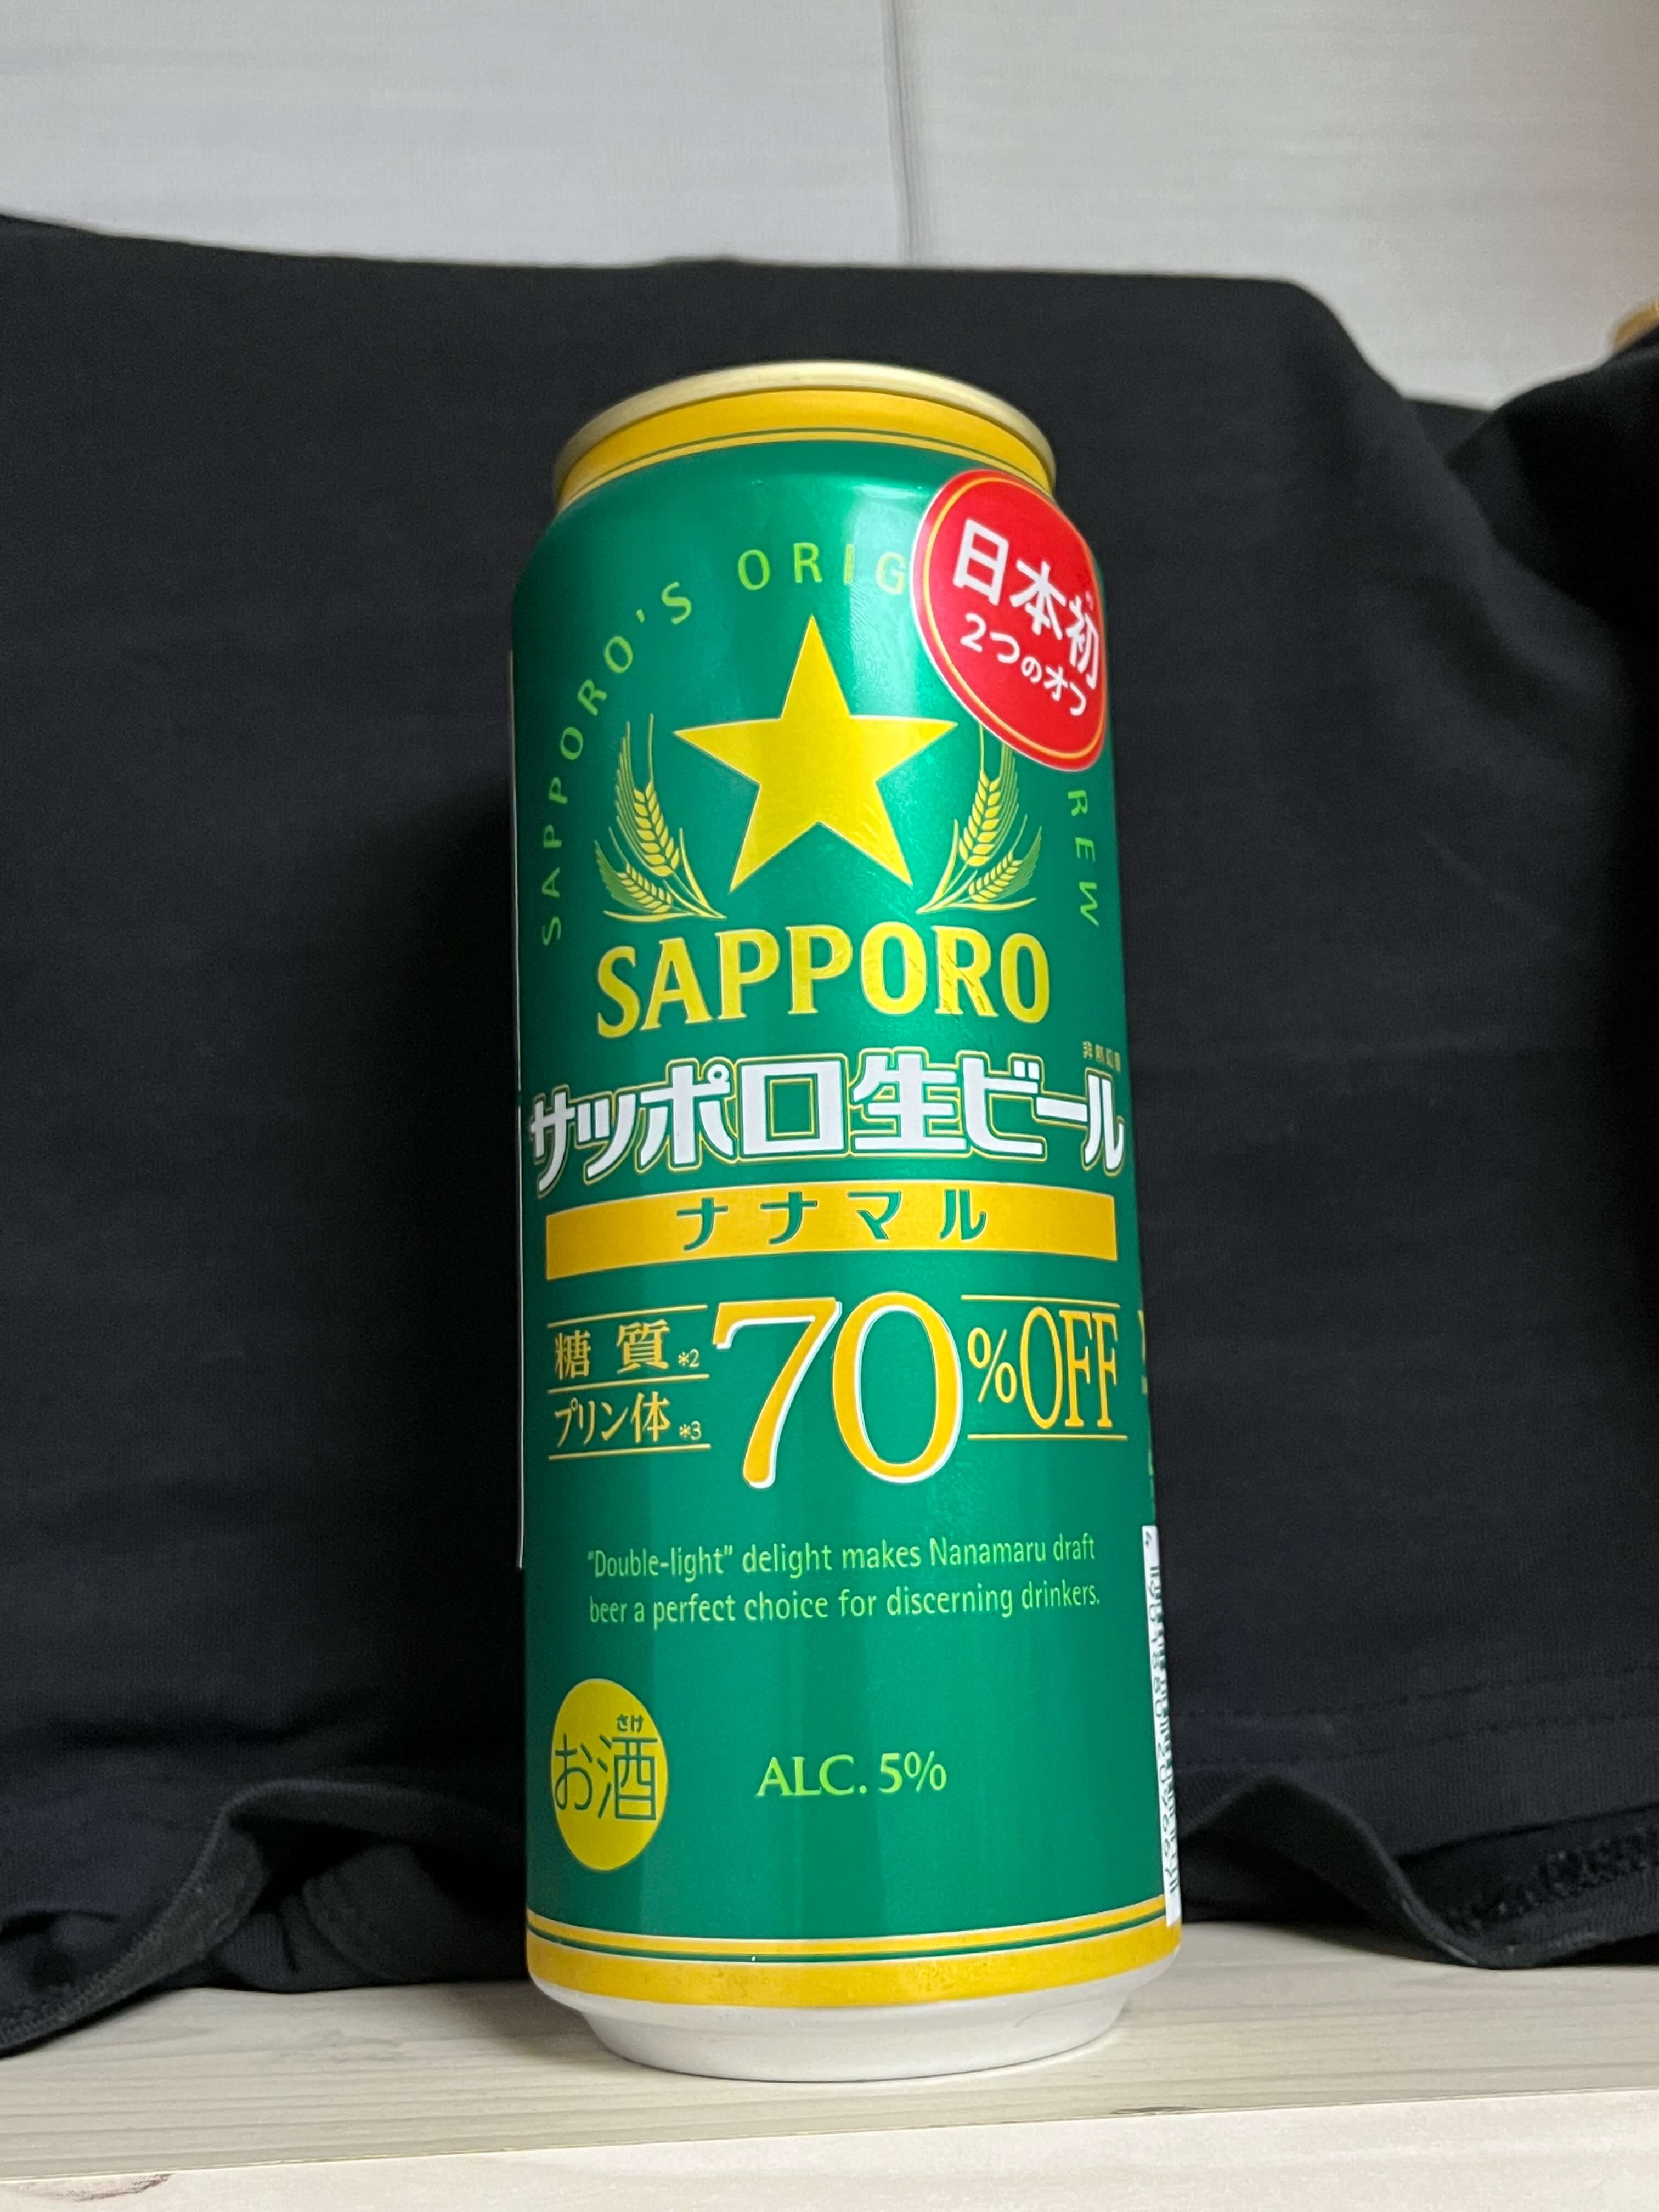 SAPPORO'S ORIG
REW
日本初
2つのオフ
SAPPORO
非熱処理
サッポロ生ビール
ナナマル
糖質*2
プリン体*3
70%OFF
"Double-light" delight makes Nanamaru draft
beer a perfect choice for discerning drinkers.
お酒
さけ
ALC. 5%